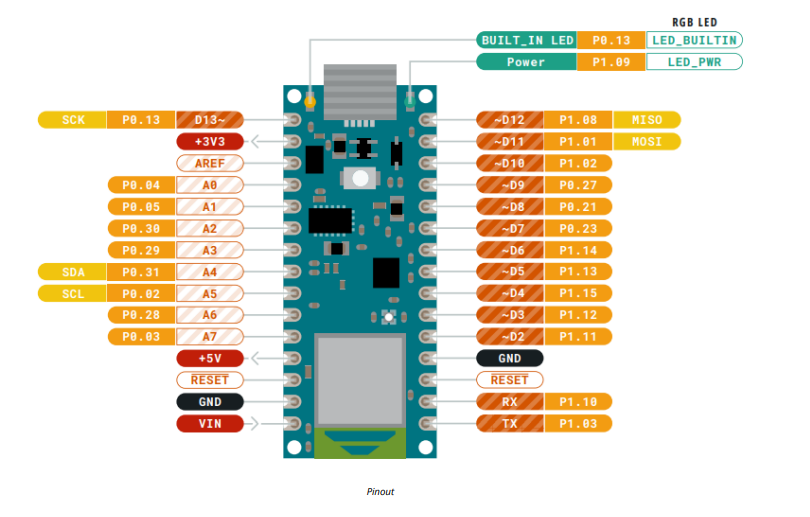 RGB LED
BUILT_IN LED P0.13 LED_BUILTIN
Power P1.09 LED_PWR
SCK P0.13 D13~ ~D12 P1.08 MISO
+3V3 ~D11 P1.01 MOSI
AREF ~D10 P1.02
P0.04 A0 ~D9 P0.27
P0.05 A1 ~D8 P0.21
P0.30 A2 ~D7 P0.23
P0.29 A3 ~D6 P1.14
SDA P0.31 A4 ~D5 P1.13
SCL P0.02 A5 ~D4 P1.15
P0.28 A6 ~D3 P1.12
P0.03 A7 ~D2 P1.11
+5V GND
RESET RESET
GND RX P1.10
VIN TX P1.03
Pinout